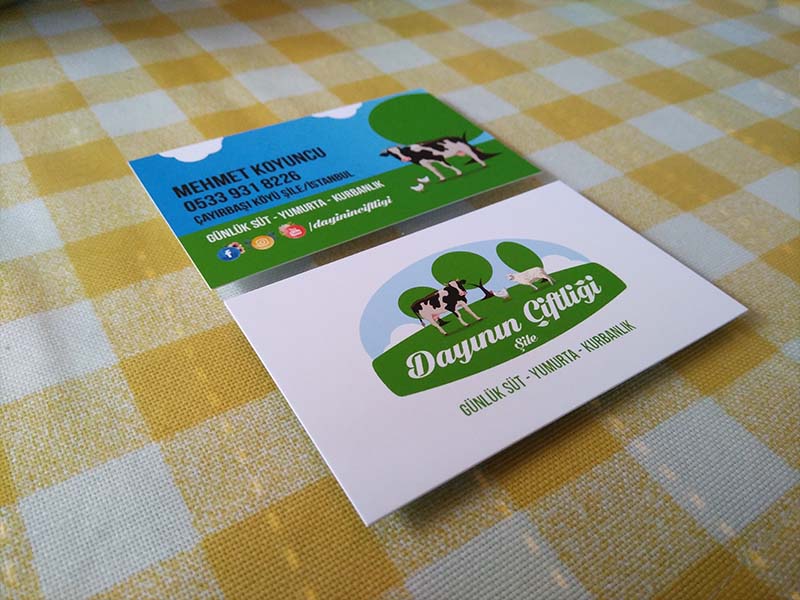 MEHMET KOYUNCU
0533 931 8226
ÇAYIRBAŞI KÖYÜ ŞİLE/İSTANBUL
GÜNLÜK SÜT - YUMURTA - KURBANLIK
/dayininciftligi
Dayının Çiftliği
Şile
GÜNLÜK SÜT - YUMURTA - KURBANLIK